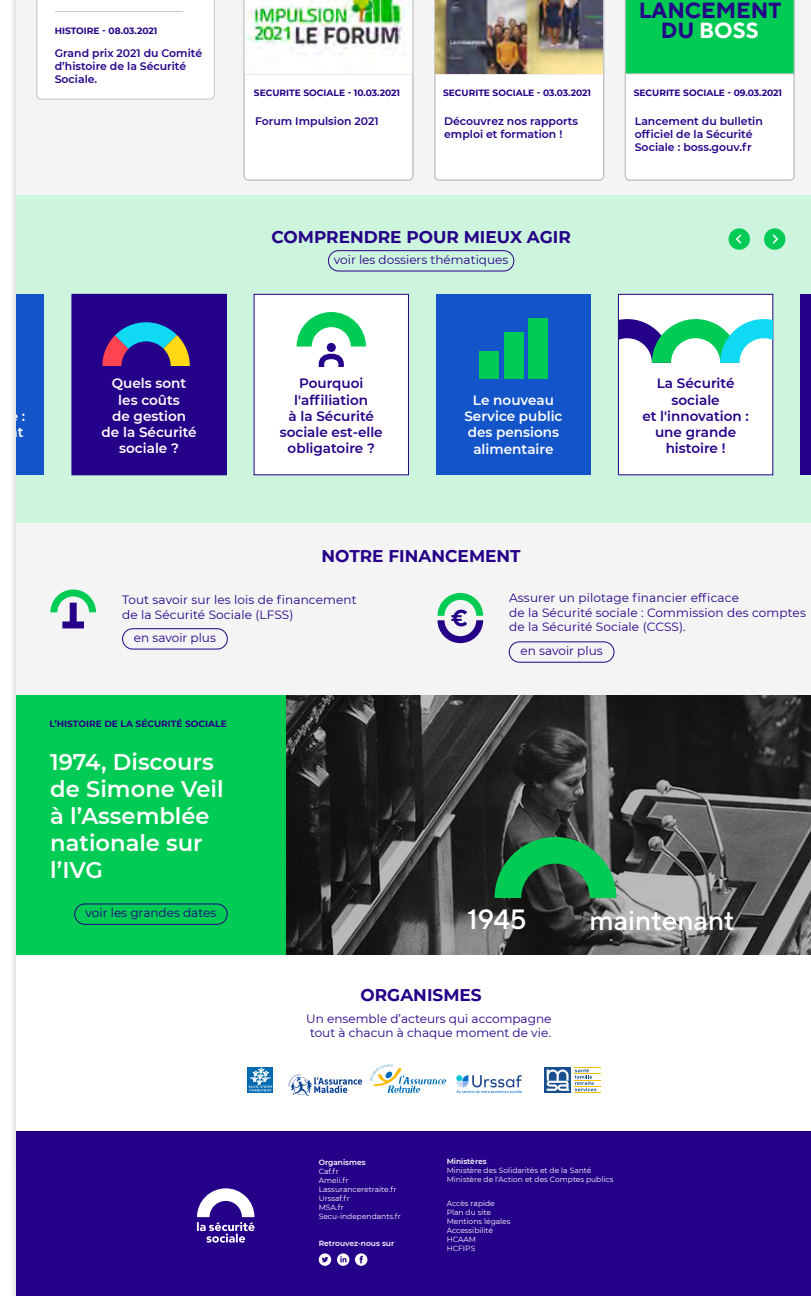 HISTOIRE - 08.03.2021
Grand prix 2021 du Comité
d'histoire de la Sécurité
Sociale.
IMPULSION
2021 LE FORUM
SECURITE SOCIALE - 10.03.2021
Forum Impulsion 2021
SECURITE SOCIALE - 03.03.2021
Découvrez nos rapports
emploi et formation !
LANCEMENT
DU BOSS
SECURITE SOCIALE - 09.03.2021
Lancement du bulletin
officiel de la Sécurité
Sociale : boss.gouv.fr
COMPRENDRE POUR MIEUX AGIR
voir les dossiers thématiques
Quels sont
les coûts
de gestion
de la Sécurité
sociale ?
Pourquoi
l'affiliation
à la Sécurité
sociale est-elle
obligatoire ?
Le nouveau
Service public
des pensions
alimentaire
La Sécurité
sociale
et l'innovation :
une grande
histoire !
NOTRE FINANCEMENT
Tout savoir sur les lois de financement
de la Sécurité Sociale (LFSS)
en savoir plus
€
Assurer un pilotage financier efficace
de la Sécurité sociale : Commission des comptes
de la Sécurité Sociale (CCSS).
en savoir plus
L'HISTOIRE DE LA SÉCURITÉ SOCIALE
1974, Discours
de Simone Veil
à l'Assemblée
nationale sur
l'IVG
voir les grandes dates
1945 maintenant
ORGANISMES
Un ensemble d'acteurs qui accompagne
tout à chacun à chaque moment de vie.
l'Assurance
Maladie
l'Assurance
Retraite
Urssaf
Au service de notre protection sociale
msa
santé
famille
retraite
services
la sécurité
sociale
Organismes
Caf.fr
Ameli.fr
Lassuranceretraite.fr
Urssaf.fr
MSA.fr
Secu-independants.fr
Retrouvez-nous sur
Ministères
Ministère des Solidarités et de la Santé
Ministère de l'Action et des Comptes publics
Accès rapide
Plan du site
Mentions légales
Accessibilité
HCAAM
HCFIPS